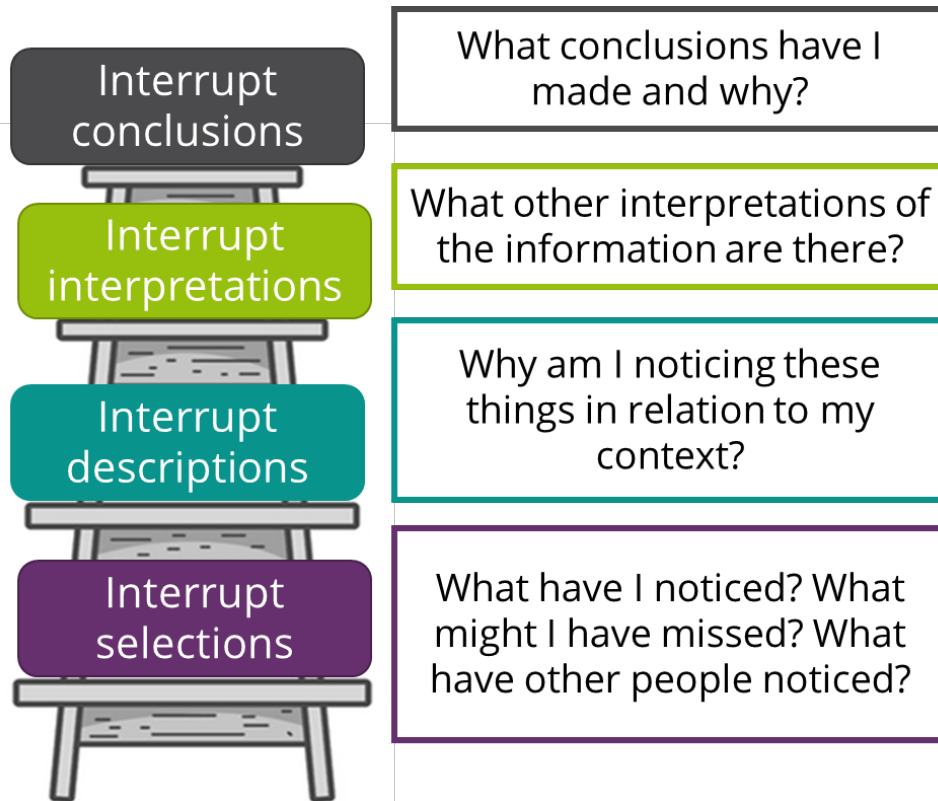 Interrupt
conclusions
What conclusions have I
made and why?
Interrupt
interpretations
What other interpretations of
the information are there?
Interrupt
descriptions
Why am I noticing these
things in relation to my
context?
Interrupt
selections
What have I noticed? What
might I have missed? What
have other people noticed?